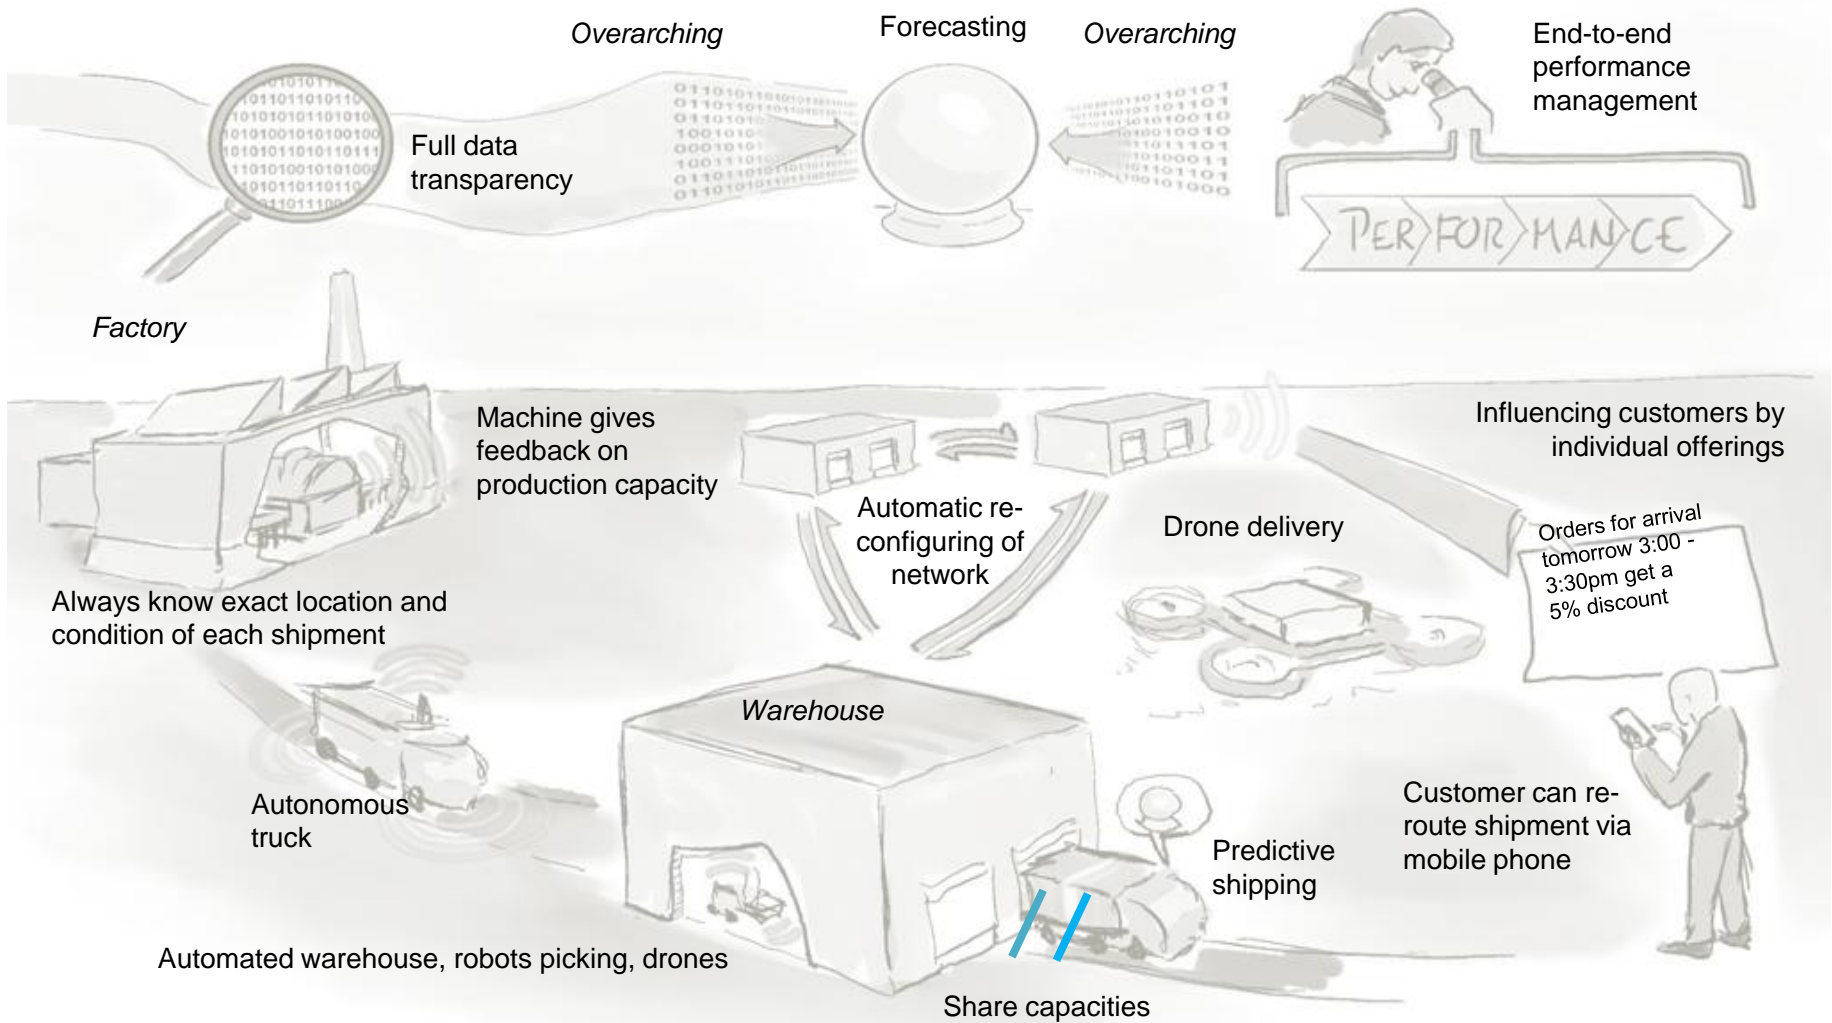 Overarching
Forecasting
Overarching
End-to-end
performance
management
Full data
transparency
PERFORMANCE
Factory
Machine gives
feedback on
production capacity
Influencing customers by
individual offerings
Automatic re-
configuring of
network
Drone delivery
Orders for arrival
tomorrow 3:00 -
3:30pm get a
5% discount
Always know exact location and
condition of each shipment
Warehouse
Autonomous
truck
Predictive
shipping
Customer can re-
route shipment via
mobile phone
Automated warehouse, robots picking, drones
Share capacities